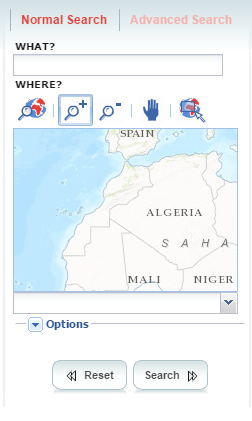 Normal Search Advanced Search
WHAT?
WHERE?
SPAIN
ALGERIA
S A H A
MALI NIGER
Options
Reset Search